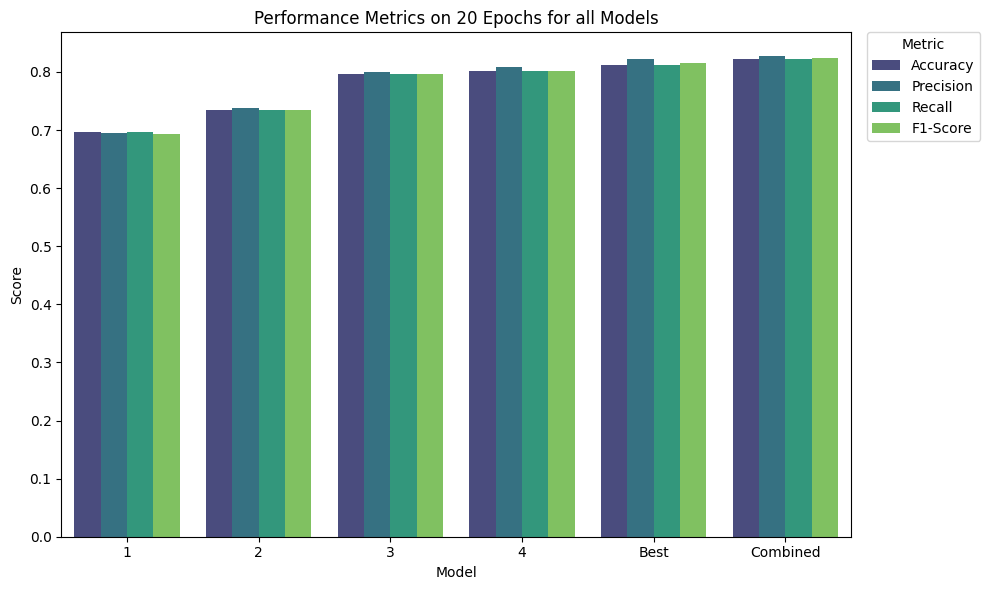 Performance Metrics on 20 Epochs for all Models
Metric
Accuracy
Precision
Recall
F1-Score
Score
0.8
0.7
0.6
0.5
0.4
0.3
0.2
0.1
0.0
1 2 3 4 Best Combined
Model